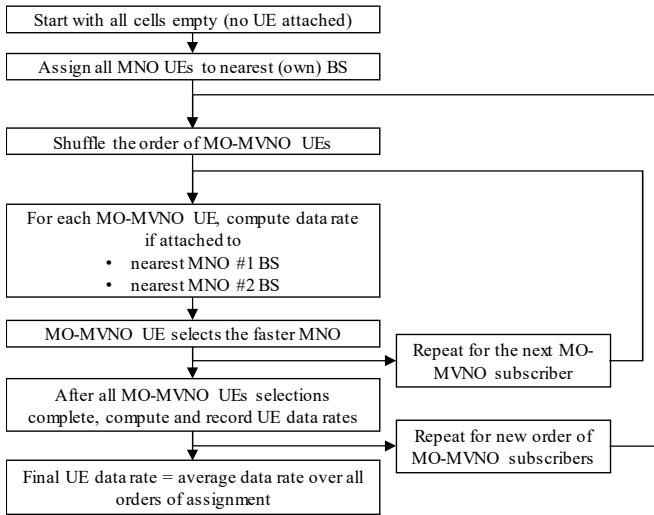 Start with all cells empty (no UE attached)
Assign all MNO UEs to nearest (own) BS
Shuffle the order of MO-MVNO UEs
For each MO-MVNO UE, compute data rate
if attached to
• nearest MNO #1 BS
• nearest MNO #2 BS
MO-MVNO UE selects the faster MNO
Repeat for the next MO-
MVNO subscriber
After all MO-MVNO UEs selections
complete, compute and record UE data rates
Repeat for new order of
MO-MVNO subscribers
Final UE data rate = average data rate over all
orders of assignment